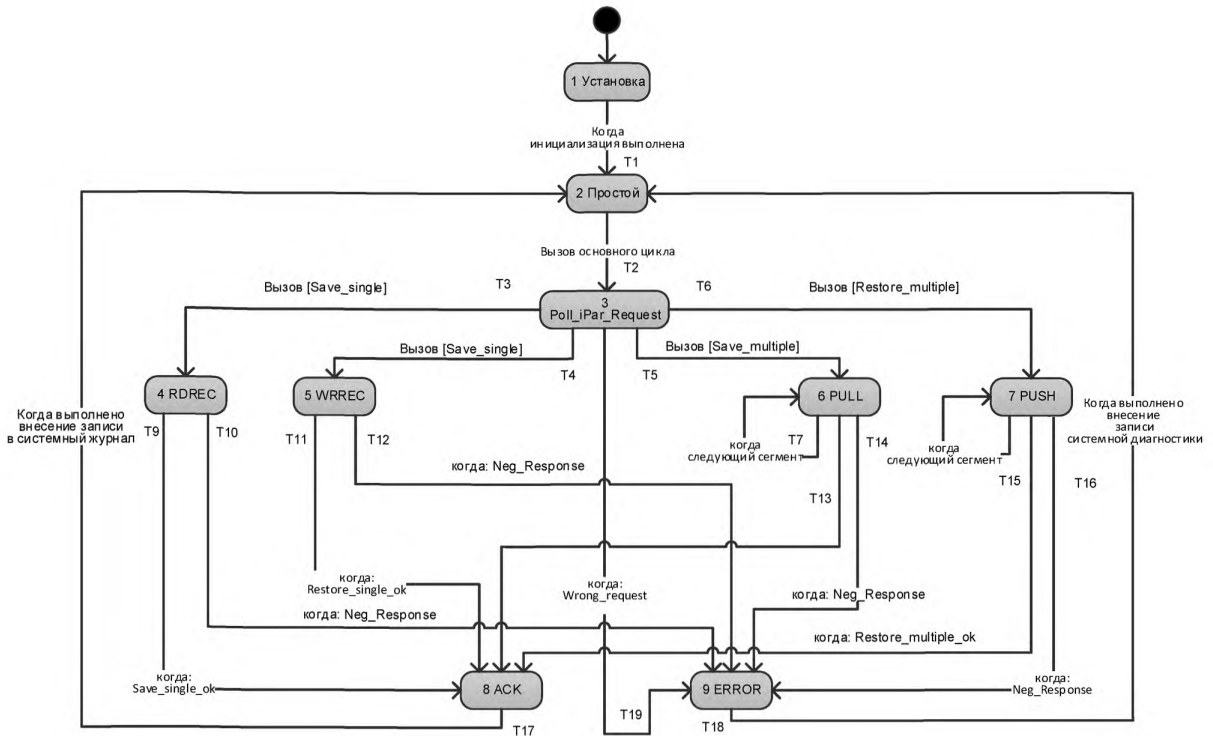 1 Установка
Когда
инициализация выполнена
T1
2 Простой
Вызов основного цикла
T2
Вызов [Save_single]
T3
T6
Вызов [Restore_multiple]
3
Poll_iPar_Request
Вызов [Save_single]
T4
T5
Вызов [Save_multiple]
4 RDREC
5 WRREC
6 PULL
7 PUSH
Когда выполнено
внесение записи
в системный журнал
T9
T10
T11
T12
когда
следующий сегмент
T7
T14
когда
следующий сегмент
T15
T16
Когда выполнено
внесение
записи
системной диагностики
когда: Neg_Response
T13
когда:
Restore_single_ok
когда:
Wrong_request
когда: Neg_Response
когда: Neg_Response
когда: Restore_multiple_ok
когда:
Save_single_ok
8 ACK
9 ERROR
когда:
Neg_Response
T17
T19
T18